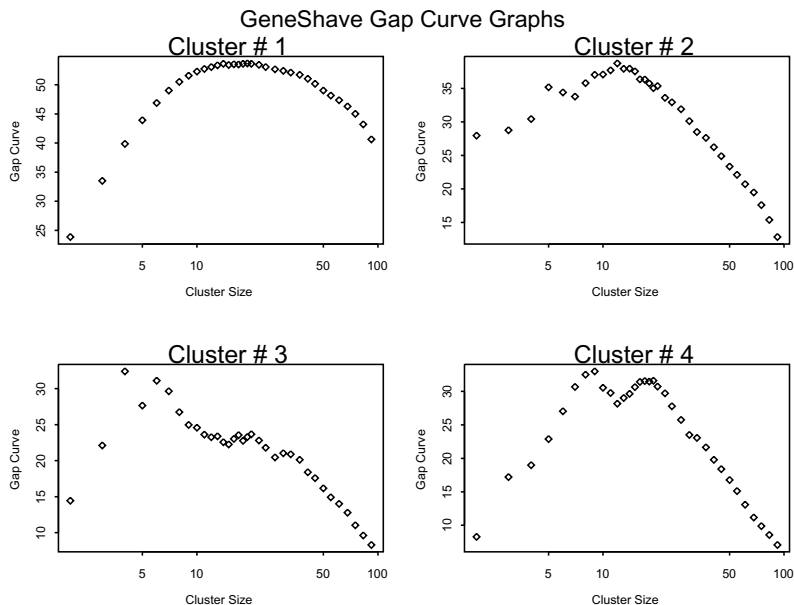 GeneShave Gap Curve Graphs
Cluster # 1
Gap Curve
25 30 35 40 45 50
5 10 50 100
Cluster Size
Cluster # 2
Gap Curve
15 20 25 30 35
5 10 50 100
Cluster Size
Cluster # 3
Gap Curve
10 15 20 25 30
5 10 50 100
Cluster Size
Cluster # 4
Gap Curve
10 15 20 25 30
5 10 50 100
Cluster Size